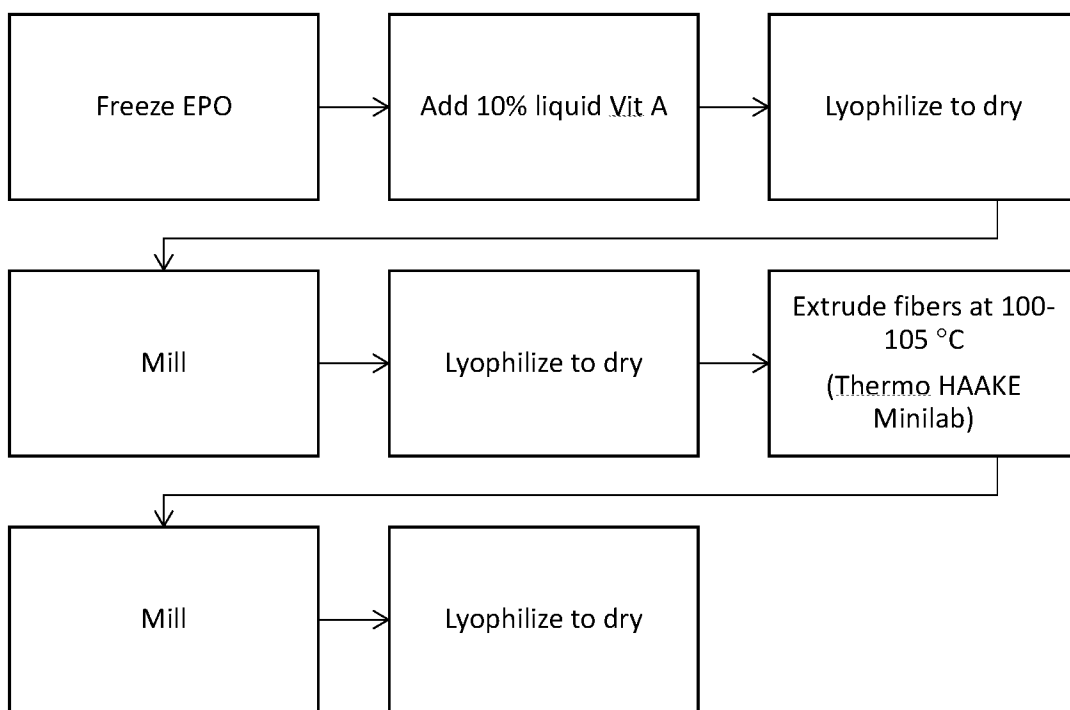 Freeze EPO
Add 10% liquid Vit A
Lyophilize to dry
Mill
Lyophilize to dry
Extrude fibers at 100-
105 °C
(Thermo HAAKE
Minilab)
Mill
Lyophilize to dry